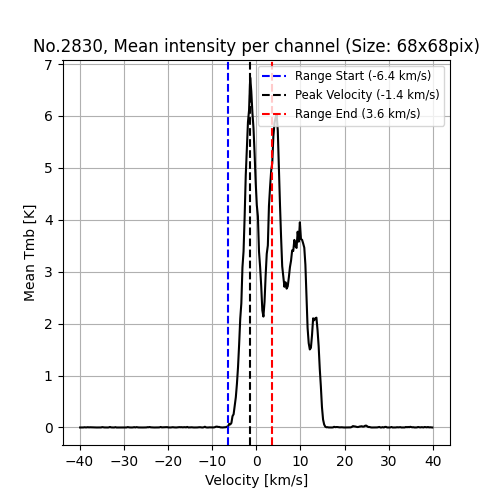 No.2830, Mean intensity per channel (Size: 68x68pix)
Range Start (-6.4 km/s)
Peak Velocity (-1.4 km/s)
Range End (3.6 km/s)
Mean Tmb [K]
7
6
5
4
3
2
1
0
−40 −30 −20 −10 0 10 20 30 40
Velocity [km/s]